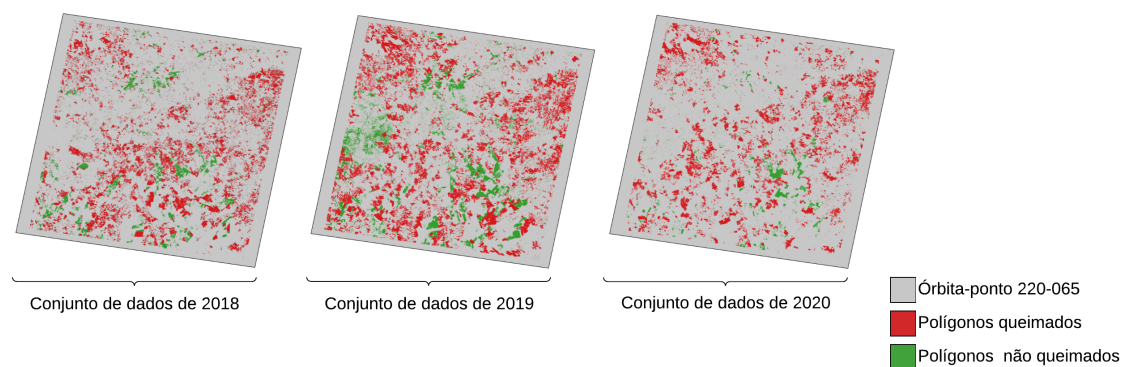 Conjunto de dados de 2018
Conjunto de dados de 2019
Conjunto de dados de 2020
Órbita-ponto 220-065
Polígonos queimados
Polígonos não queimados